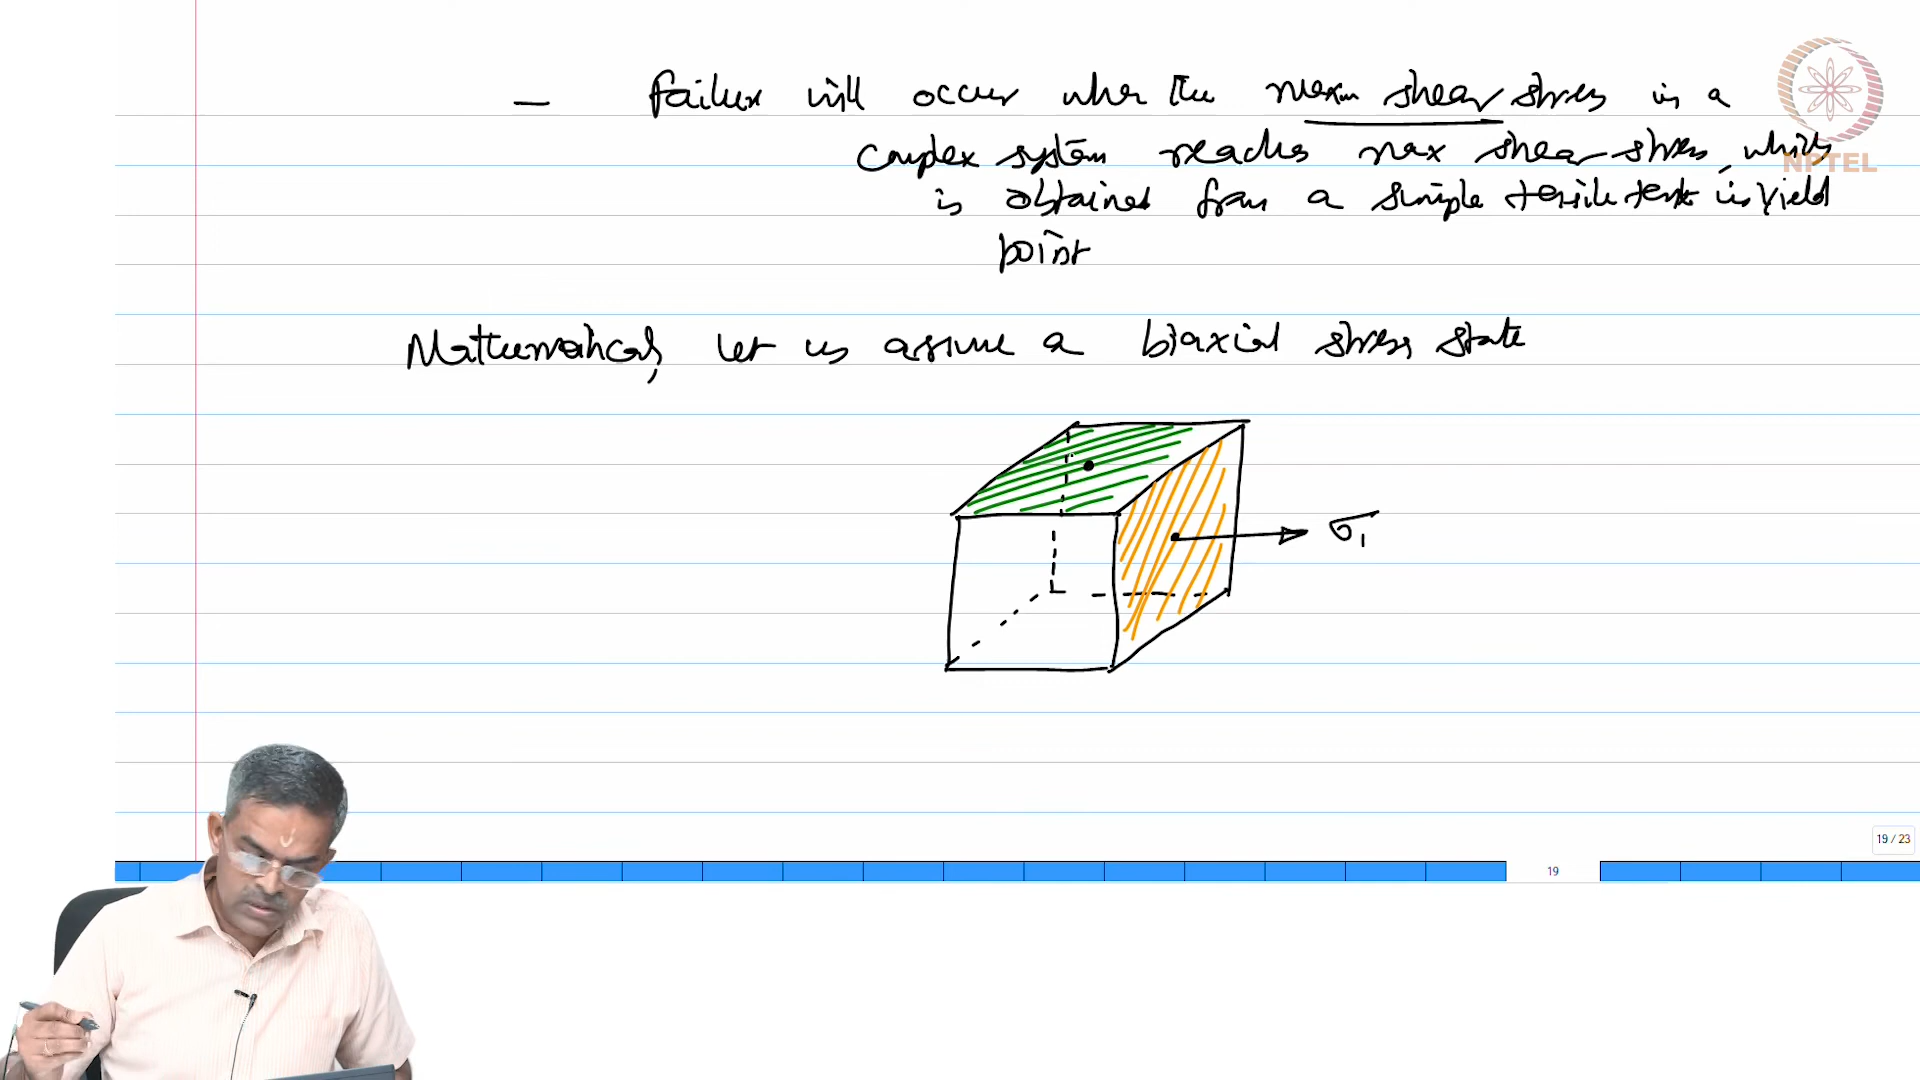 — Failure will occur when the maxm shear stress in a
NPTEL
complex system reaches max shear stress, which
is obtained from a simple tensile test in yield
point
Mathematically, let us assume a biaxial stress state
σ₁
19 / 23
19